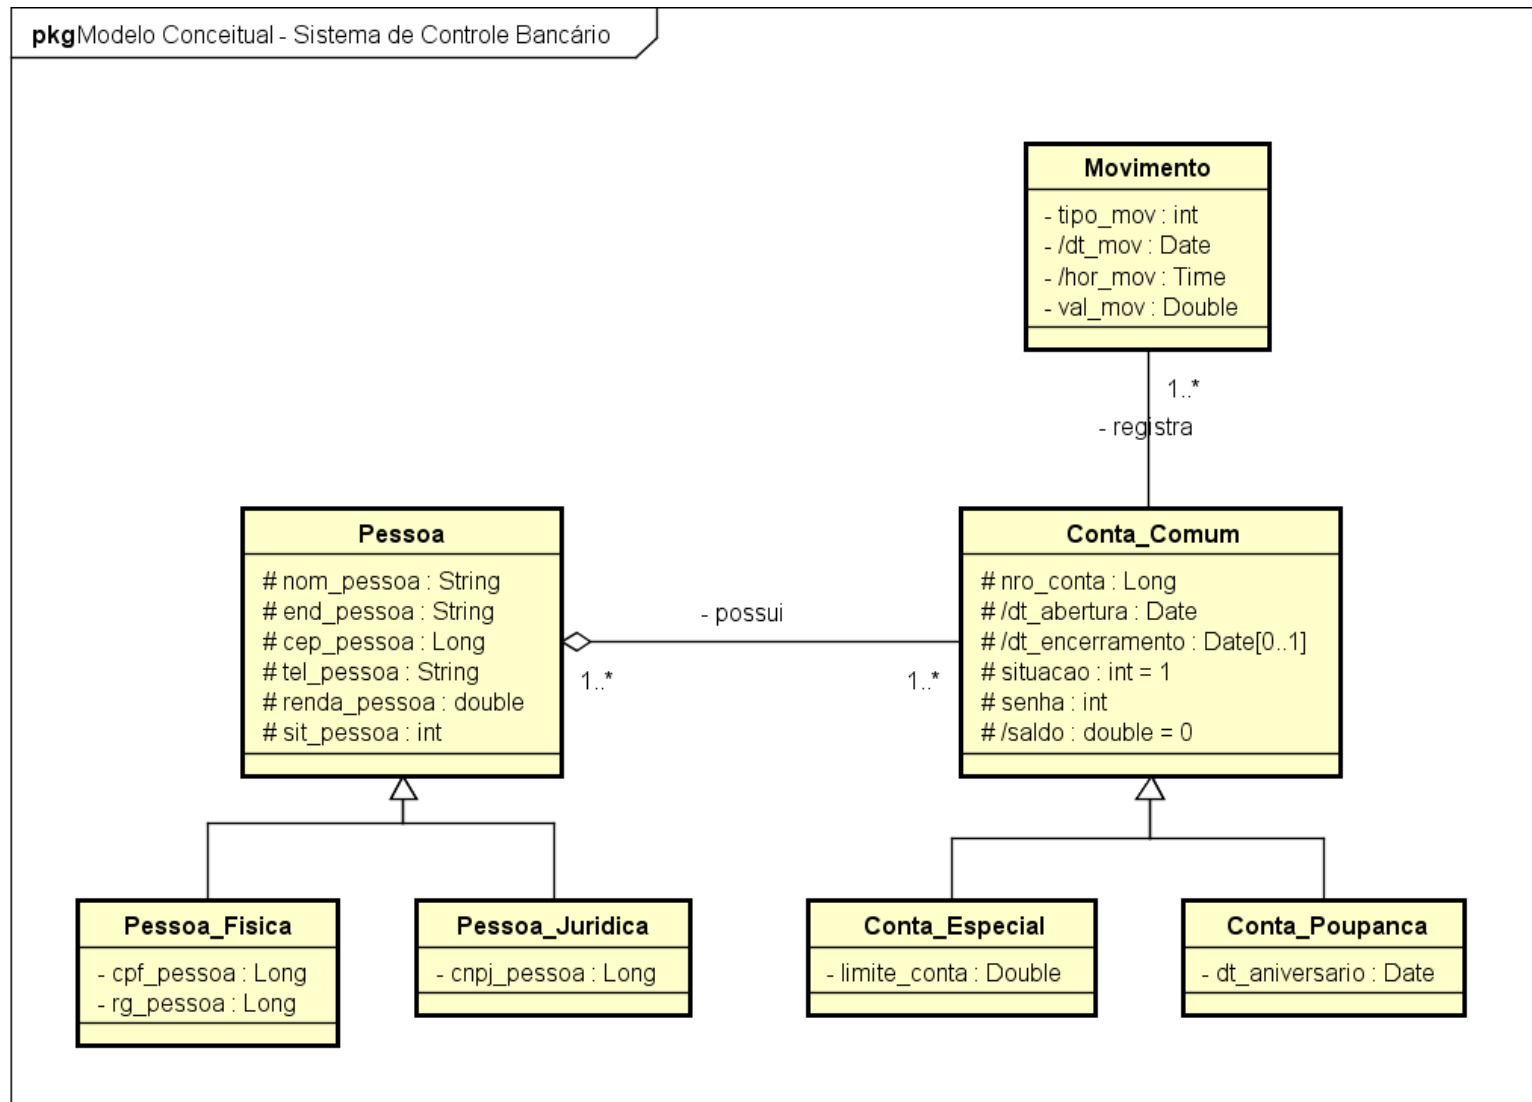 pkg Modelo Conceitual - Sistema de Controle Bancário
Movimento
- tipo_mov : int
- /dt_mov : Date
- /hor_mov : Time
- val_mov : Double
1..*
- registra
Pessoa
# nom_pessoa : String
# end_pessoa : String
# cep_pessoa : Long
# tel_pessoa : String
# renda_pessoa : double
# sit_pessoa : int
- possui
1..*
1..*
Conta_Comum
# nro_conta : Long
# /dt_abertura : Date
# /dt_encerramento : Date[0..1]
# situacao : int = 1
# senha : int
# /saldo : double = 0
Pessoa_Fisica
- cpf_pessoa : Long
- rg_pessoa : Long
Pessoa_Juridica
- cnpj_pessoa : Long
Conta_Especial
- limite_conta : Double
Conta_Poupanca
- dt_aniversario : Date